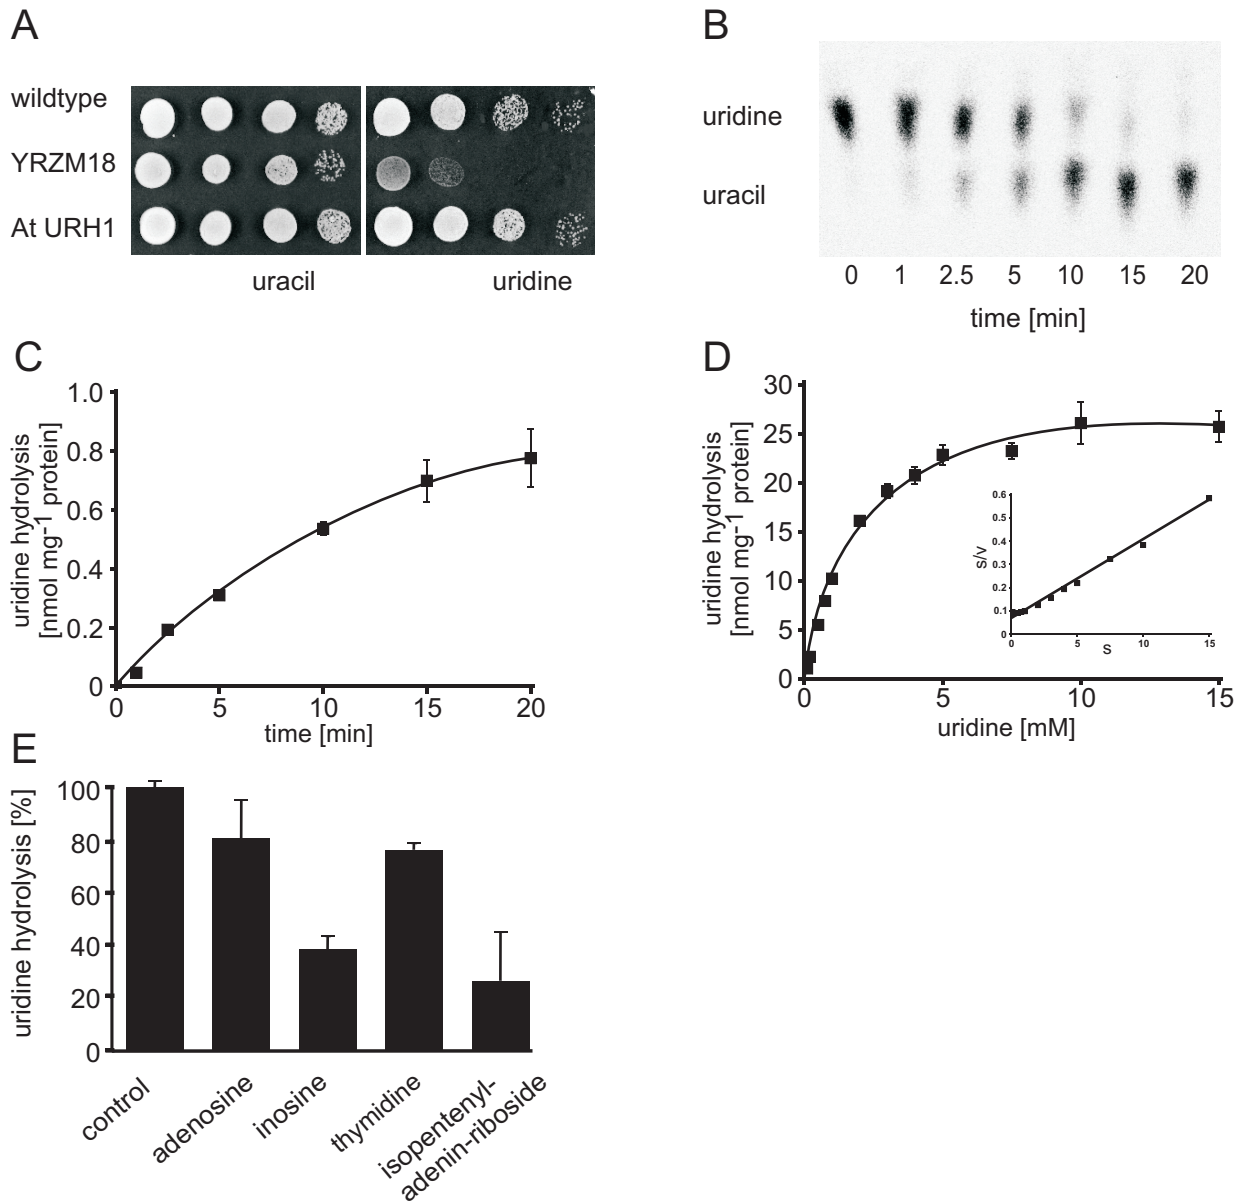 A
wildtype
YRZM18
At URH1
uracil uridine
B
uridine
uracil
0 1 2.5 5 10 15 20
time [min]
C
uridine hydrolysis
[nmol mg-1 protein]
1.0
0.8
0.6
0.4
0.2
0
0 5 10 15 20
time [min]
D
uridine hydrolysis
[nmol mg-1 protein]
30
25
20
15
10
5
0
0 5 10 15
uridine [mM]
s/v
0.6
0.4
0.3
0.2
0.1
0
0 5 10 15
s
E
uridine hydrolysis [%]
100
80
60
40
20
0
control
adenosine
inosine
thymidine
isopentenyl-
adenin-riboside